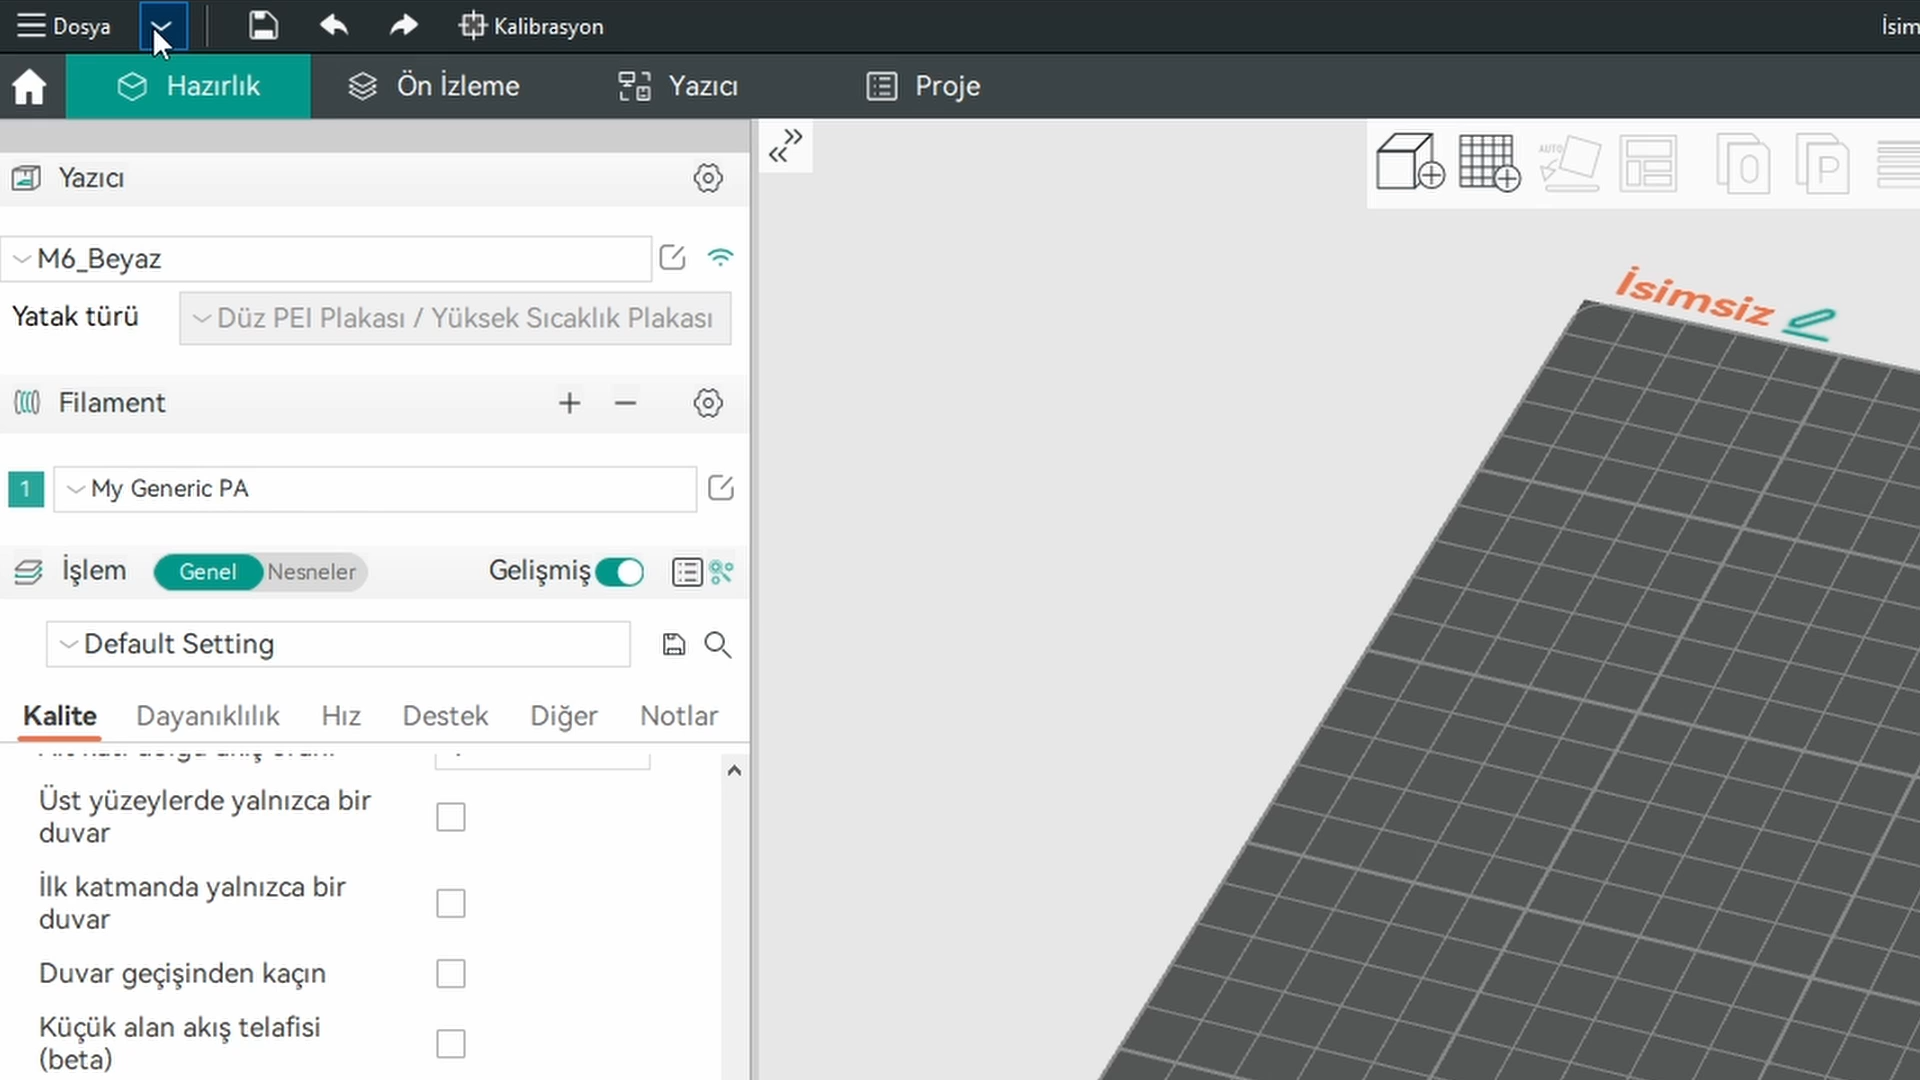 Dosya
Kalibrasyon
İsim
Hazırlık
Ön İzleme
Yazıcı
Proje
Yazıcı
M6_Beyaz
Yatak türü
Düz PEI Plakası / Yüksek Sıcaklık Plakası
Filament
1
My Generic PA
İşlem
Genel
Nesneler
Gelişmiş
Default Setting
Kalite
Dayanıklılık
Hız
Destek
Diğer
Notlar
Üst yüzeylerde yalnızca bir
duvar
İlk katmanda yalnızca bir
duvar
Duvar geçişinden kaçın
Küçük alan akış telafisi
(beta)
AUTO
O
P
İsimsiz